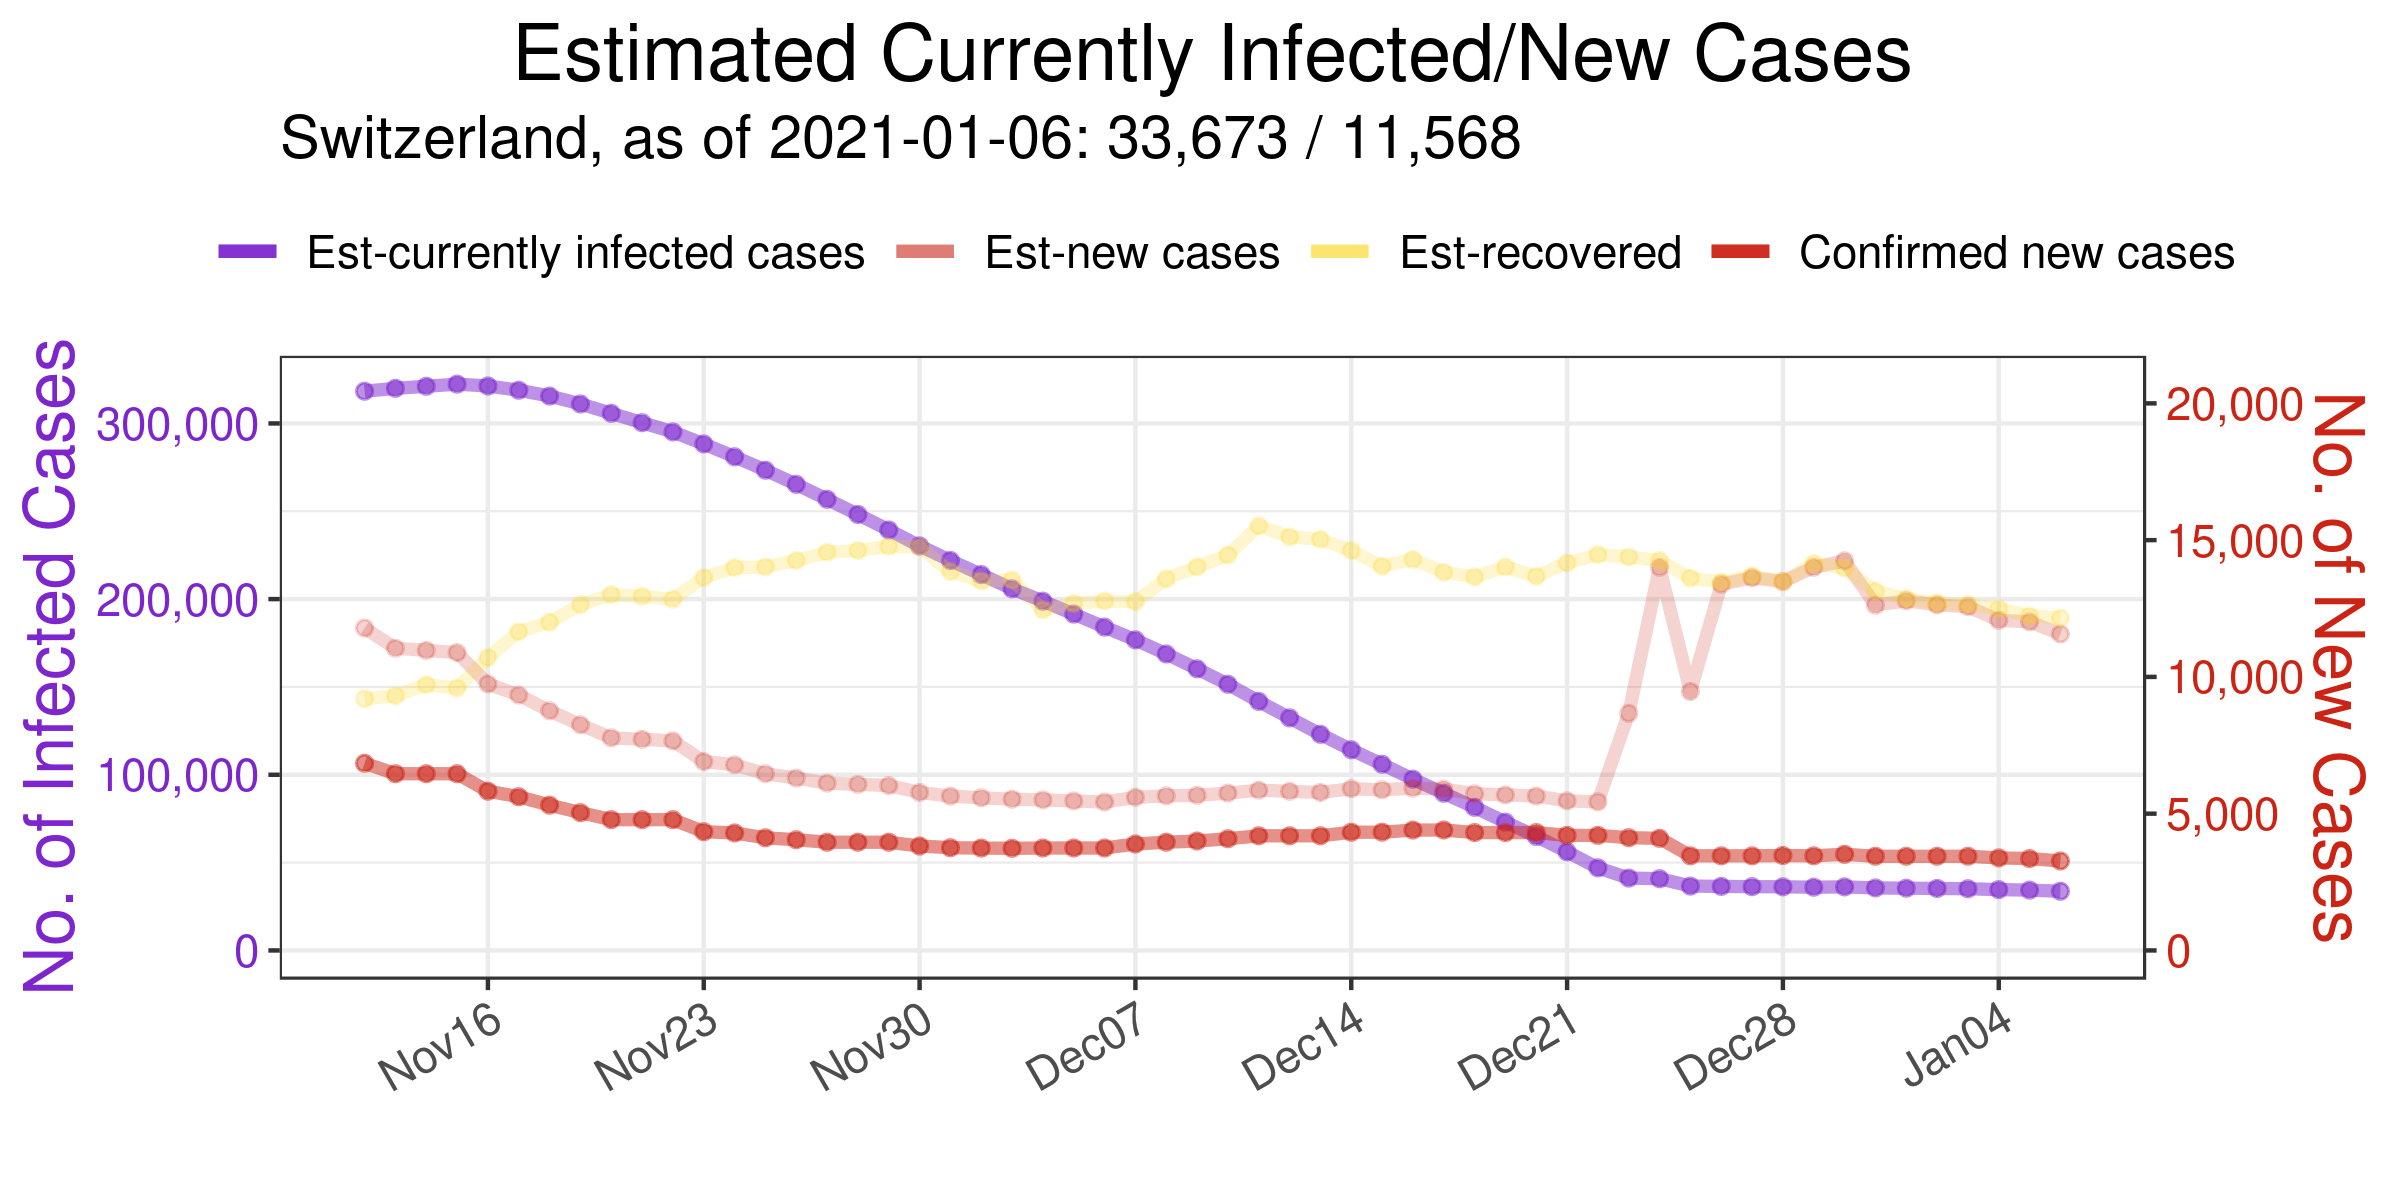 Estimated Currently Infected/New Cases
Switzerland, as of 2021-01-06: 33,673 / 11,568
Est-currently infected cases Est-new cases Est-recovered Confirmed new cases
No. of Infected Cases
300,000
200,000
100,000
0
20,000
15,000
10,000
5,000
0
No. of New Cases
Nov16 Nov23 Nov30 Dec07 Dec14 Dec21 Dec28 Jan04